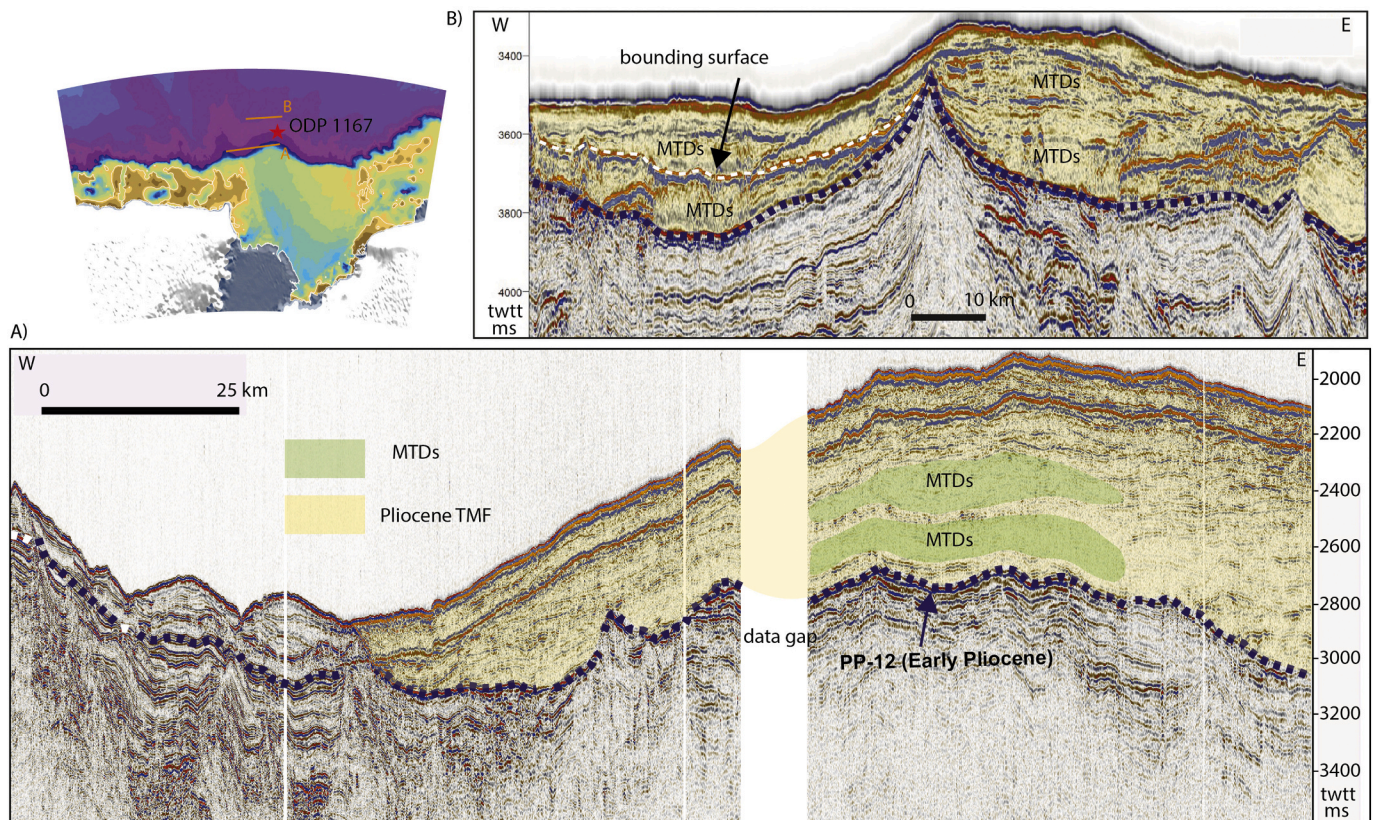 B)
W
E
3400
bounding surface
MTDs
B
ODP 1167
A
3600
MTDs
MTDs
MTDs
3800
4000
0 10 km
twtt
ms
A)
W
E
0 25 km
2000
MTDs
2200
Pliocene TMF
MTDs
2400
MTDs
2600
data gap
PP-12 (Early Pliocene)
2800
3000
3200
3400
twtt
ms